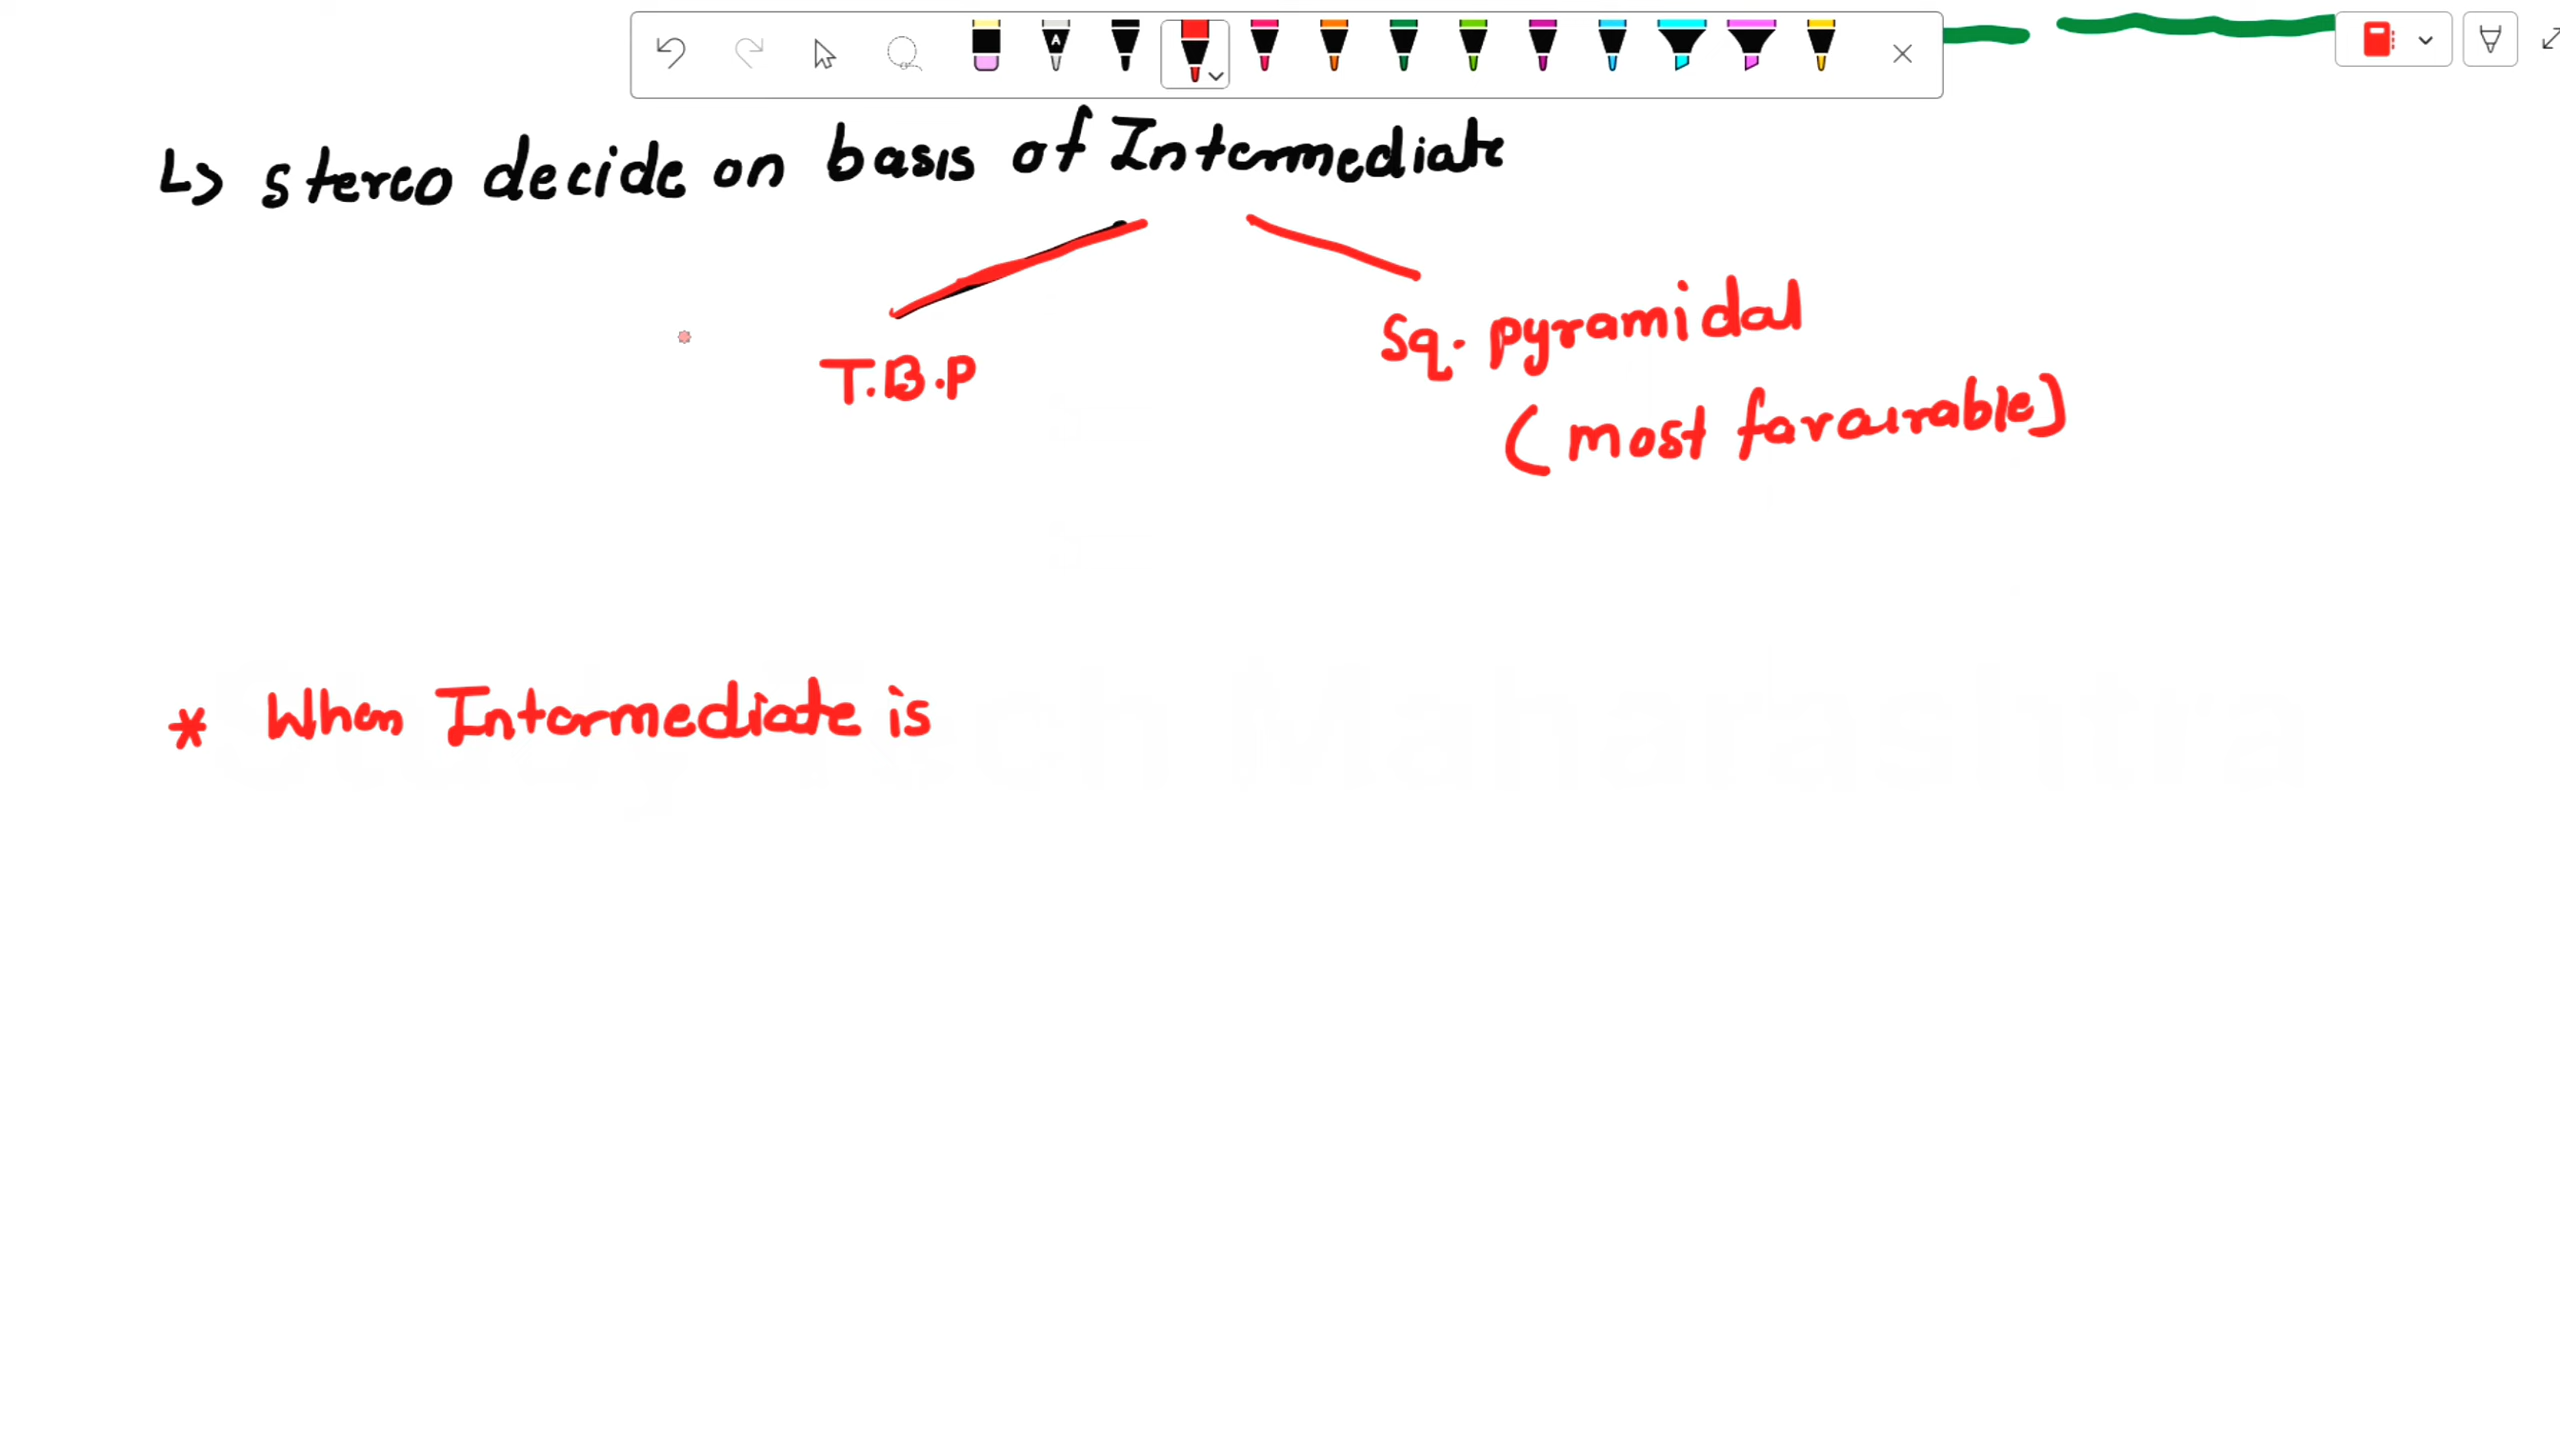 ↳ stereo decide on basis of Intermediate
T.B.P
Sq. pyramidal
(most favourable)
* When Intermediate is